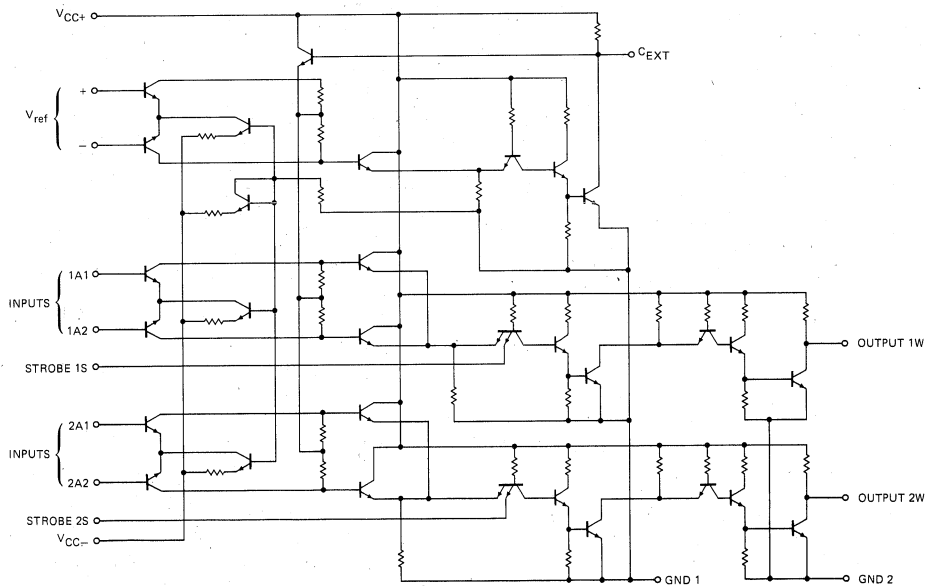 VCC+
CEXT
+
Vref
−
1A1
INPUTS
1A2
OUTPUT 1W
STROBE 1S
2A1
INPUTS
2A2
OUTPUT 2W
STROBE 2S
VCC−
GND 1
GND 2